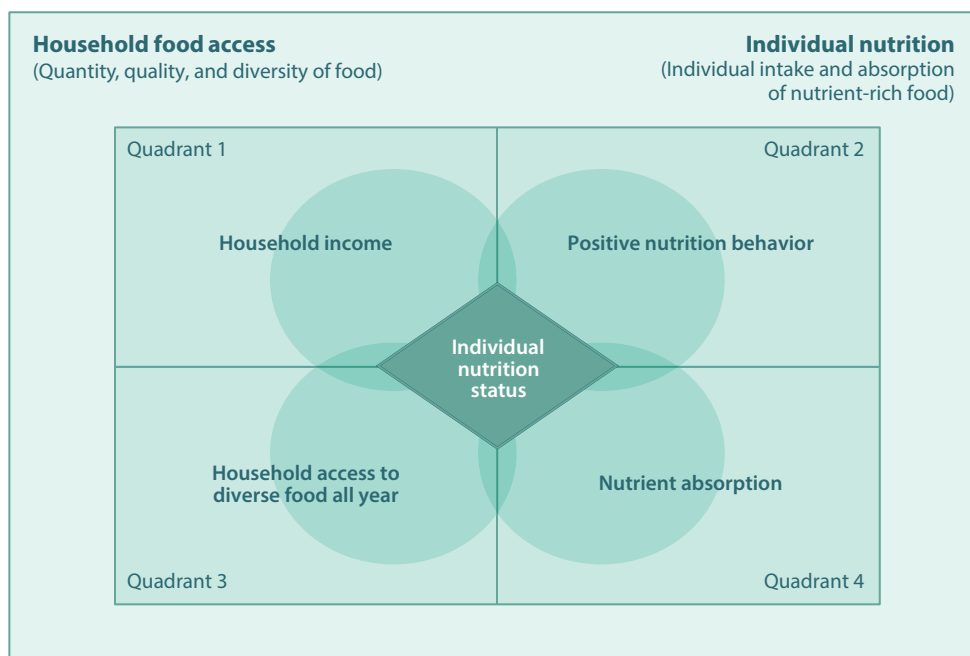 Household food access
(Quantity, quality, and diversity of food)
Individual nutrition
(Individual intake and absorption
of nutrient-rich food)
Quadrant 1
Quadrant 2
Household income
Positive nutrition behavior
Individual
nutrition
status
Household access to
diverse food all year
Nutrient absorption
Quadrant 3
Quadrant 4